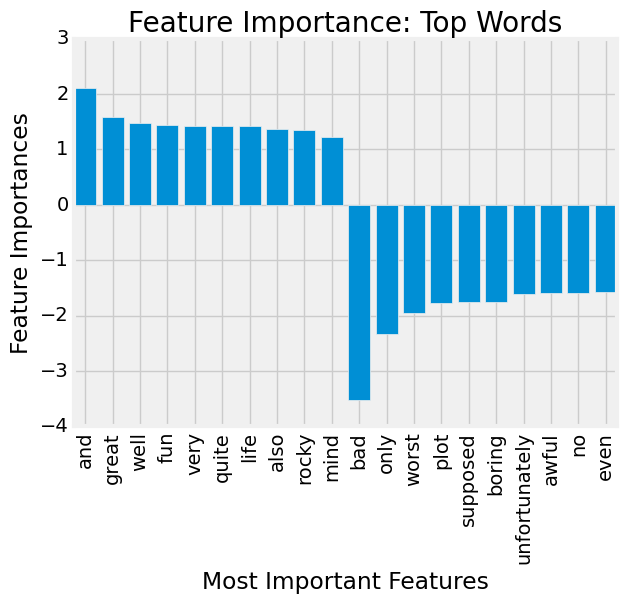 Feature Importance: Top Words
Feature Importances
3
2
1
0
−1
−2
−3
−4
and
great
well
fun
very
quite
life
also
rocky
mind
bad
only
worst
plot
supposed
boring
unfortunately
awful
no
even
Most Important Features